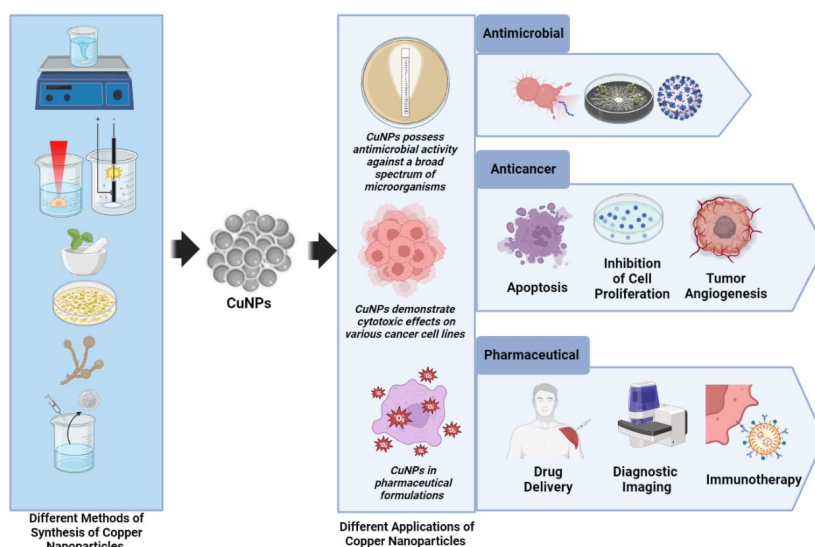 Different Methods of
Synthesis of Copper
Nanoparticles
CuNPs
CuNPs possess
antimicrobial activity
against a broad
spectrum of
microorganisms
CuNPs demonstrate
cytotoxic effects on
various cancer cell lines
CuNPs in
pharmaceutical
formulations
Different Applications of
Copper Nanoparticles
Antimicrobial
Anticancer
Apoptosis
Inhibition
of Cell
Proliferation
Tumor
Angiogenesis
Pharmaceutical
Drug
Delivery
Diagnostic
Imaging
Immunotherapy